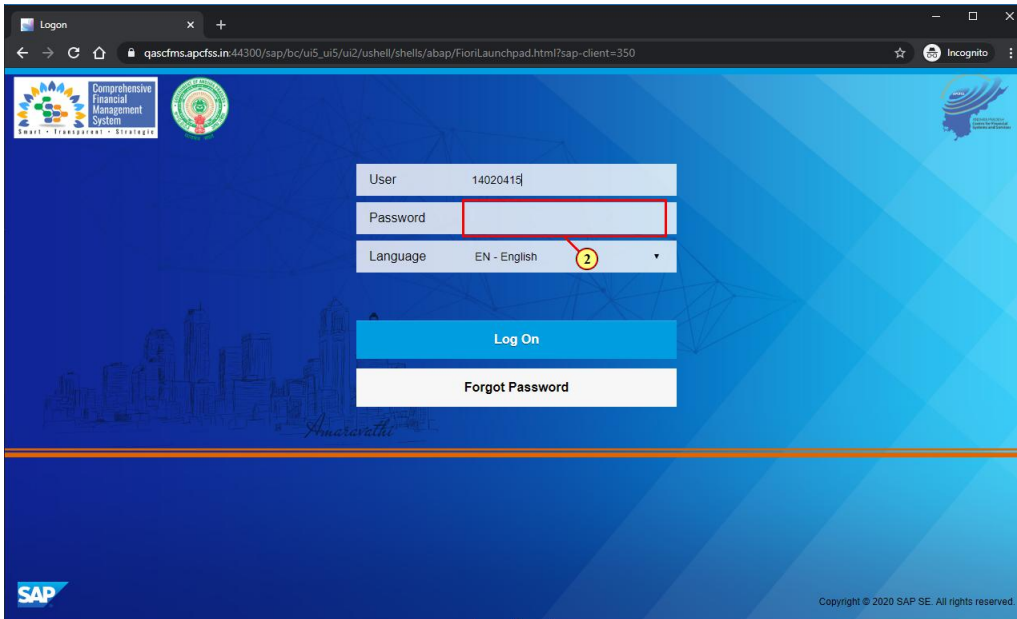 Logon
qascfms.apcfss.in:44300/sap/bc/ui5_ui5/ui2/ushell/shells/abap/FioriLaunchpad.html?sap-client=350
Incognito
Comprehensive
Financial
Management
System
Smart - Transparent - Strategic
User 14020415
Password
Language EN - English
2
Log On
Forgot Password
Amaravathi
SAP
Copyright © 2020 SAP SE. All rights reserved.